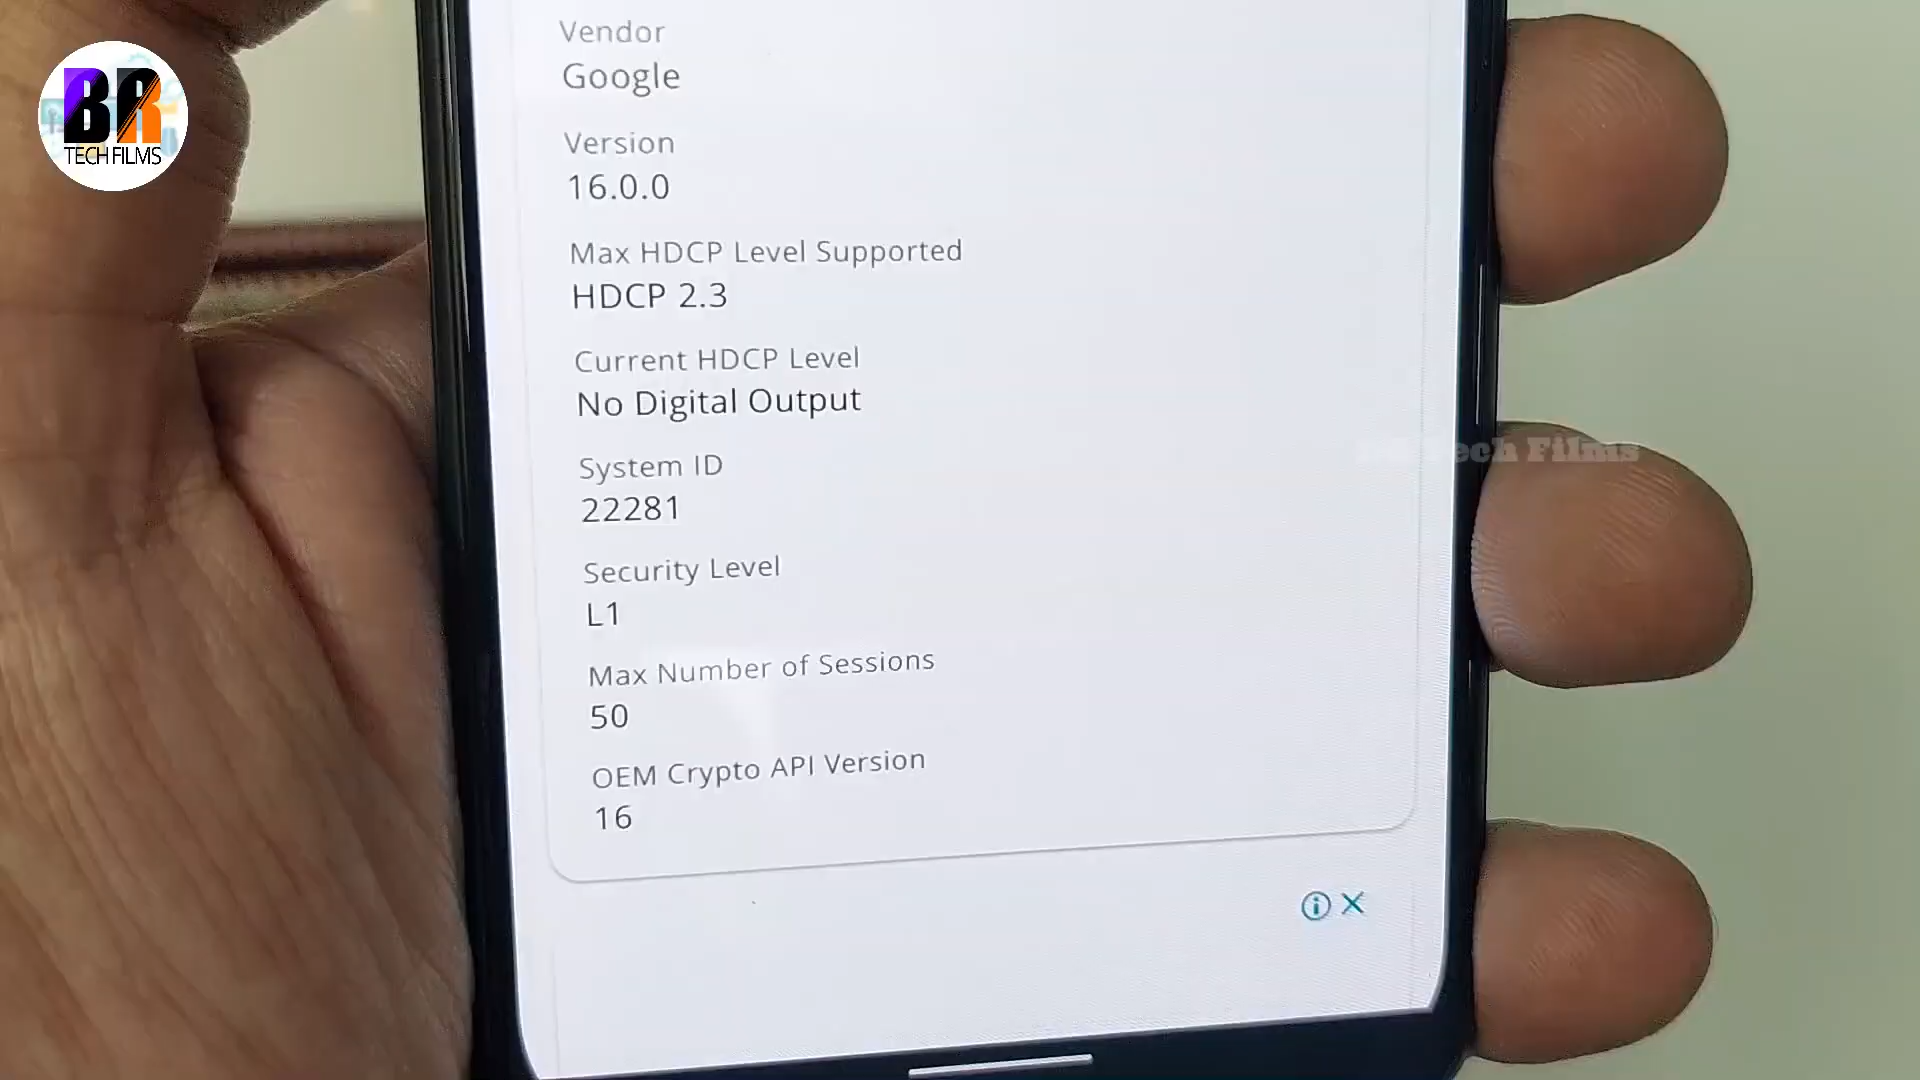 BR
TECH FILMS
Vendor
Google
Version
16.0.0
Max HDCP Level Supported
HDCP 2.3
Current HDCP Level
No Digital Output
Tech Films
System ID
22281
Security Level
L1
Max Number of Sessions
50
OEM Crypto API Version
16